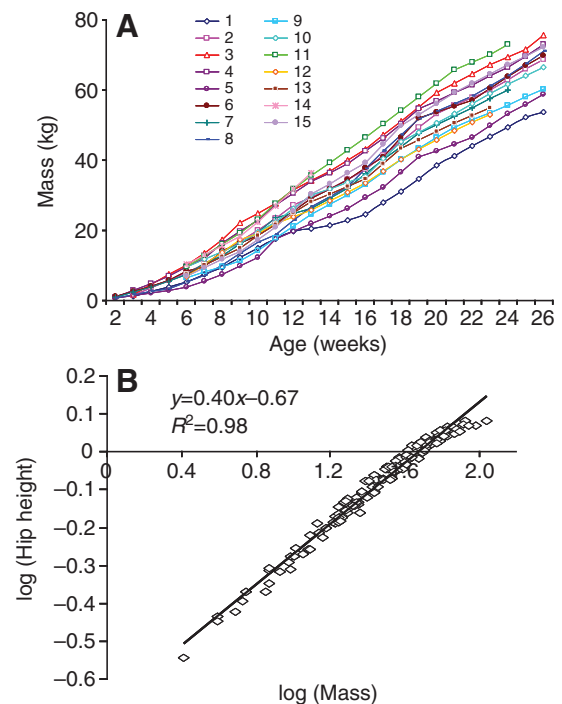 A
80
60
40
20
0
Mass (kg)
1 9
2 10
3 11
4 12
5 13
6 14
7 15
8
2 4 6 8 10 12 14 16 18 20 22 24 26
Age (weeks)
B
y=0.40x–0.67
R²=0.98
0.2
0.1
0
–0.1
–0.2
–0.3
–0.4
–0.5
–0.6
0 0.4 0.8 1.2 1.6 2.0
log (Hip height)
log (Mass)